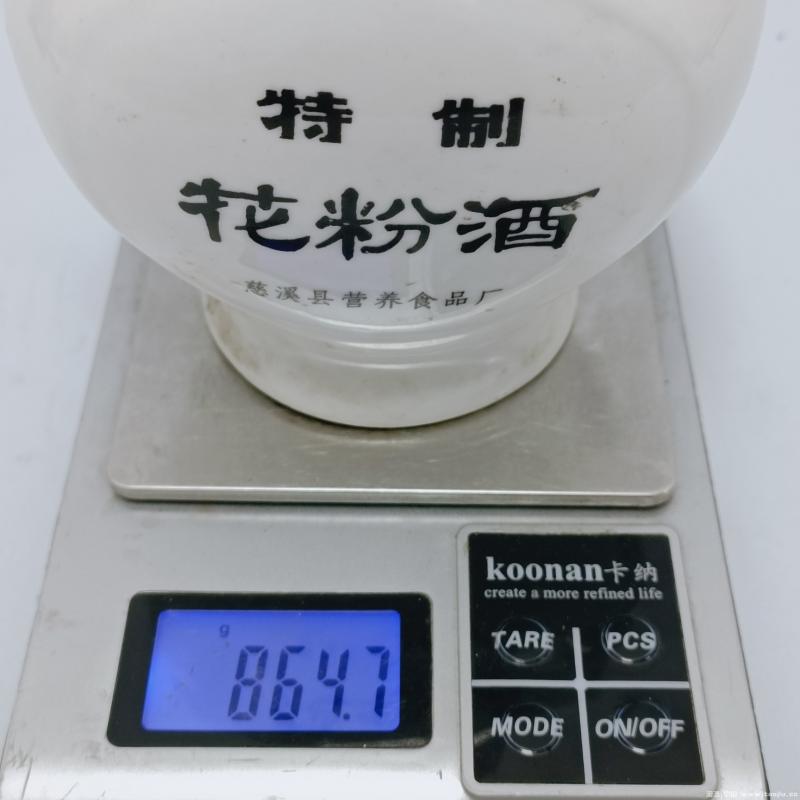 特制
花粉酒
慈溪县营养食品厂
koonan卡纳
create a more refined life
TARE PCS
g
864.7
MODE ON/OFF